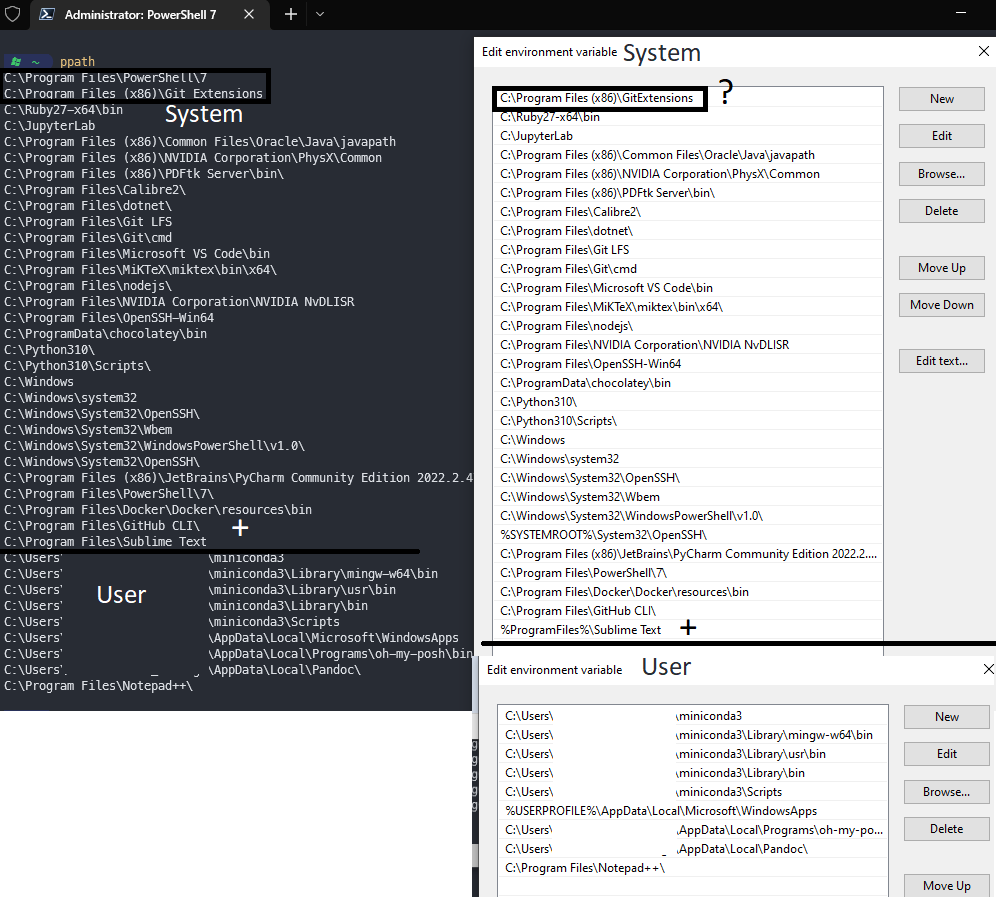 Administrator: PowerShell 7
~ ppath
C:\Program Files\PowerShell\7
C:\Program Files (x86)\Git Extensions
C:\Ruby27-x64\bin
System
C:\JupyterLab
C:\Program Files (x86)\Common Files\Oracle\Java\javapath
C:\Program Files (x86)\NVIDIA Corporation\PhysX\Common
C:\Program Files (x86)\PDFtk Server\bin\
C:\Program Files\Calibre2\
C:\Program Files\dotnet\
C:\Program Files\Git LFS
C:\Program Files\Git\cmd
C:\Program Files\Microsoft VS Code\bin
C:\Program Files\MiKTeX\miktex\bin\x64\
C:\Program Files\nodejs\
C:\Program Files\NVIDIA Corporation\NVIDIA NvDLISR
C:\Program Files\OpenSSH-Win64
C:\ProgramData\chocolatey\bin
C:\Python310\
C:\Python310\Scripts\
C:\Windows
C:\Windows\system32
C:\Windows\System32\OpenSSH\
C:\Windows\System32\Wbem
C:\Windows\System32\WindowsPowerShell\v1.0\
C:\Windows\System32\OpenSSH\
C:\Program Files (x86)\JetBrains\PyCharm Community Edition 2022.2.4
C:\Program Files\PowerShell\7\
C:\Program Files\Docker\Docker\resources\bin
C:\Program Files\GitHub CLI\
+
C:\Program Files\Sublime Text
C:\Users' \miniconda3
C:\Users' \miniconda3\Library\mingw-w64\bin
C:\Users' \miniconda3\Library\usr\bin
User
C:\Users' \miniconda3\Library\bin
C:\Users' \miniconda3\Scripts
C:\Users' \AppData\Local\Microsoft\WindowsApps
C:\Users' \AppData\Local\Programs\oh-my-posh\bin
C:\Users' \AppData\Local\Pandoc\
C:\Program Files\Notepad++\
Edit environment variable System
?
C:\Program Files (x86)\GitExtensions
C:\Ruby27-x64\bin
C:\JupyterLab
C:\Program Files (x86)\Common Files\Oracle\Java\javapath
C:\Program Files (x86)\NVIDIA Corporation\PhysX\Common
C:\Program Files (x86)\PDFtk Server\bin\
C:\Program Files\Calibre2\
C:\Program Files\dotnet\
C:\Program Files\Git LFS
C:\Program Files\Git\cmd
C:\Program Files\Microsoft VS Code\bin
C:\Program Files\MiKTeX\miktex\bin\x64\
C:\Program Files\nodejs\
C:\Program Files\NVIDIA Corporation\NVIDIA NvDLISR
C:\Program Files\OpenSSH-Win64
C:\ProgramData\chocolatey\bin
C:\Python310\
C:\Python310\Scripts\
C:\Windows
C:\Windows\system32
C:\Windows\System32\OpenSSH\
C:\Windows\System32\Wbem
C:\Windows\System32\WindowsPowerShell\v1.0\
%SYSTEMROOT%\System32\OpenSSH\
C:\Program Files (x86)\JetBrains\PyCharm Community Edition 2022.2....
C:\Program Files\PowerShell\7\
C:\Program Files\Docker\Docker\resources\bin
C:\Program Files\GitHub CLI\
%ProgramFiles%\Sublime Text +
New
Edit
Browse...
Delete
Move Up
Move Down
Edit text...
Edit environment variable User
C:\Users\ \miniconda3
C:\Users\ \miniconda3\Library\mingw-w64\bin
C:\Users\ \miniconda3\Library\usr\bin
C:\Users\ \miniconda3\Library\bin
C:\Users\ \miniconda3\Scripts
%USERPROFILE%\AppData\Local\Microsoft\WindowsApps
C:\Users\ \AppData\Local\Programs\oh-my-po...
C:\Users\ \AppData\Local\Pandoc\
C:\Program Files\Notepad++\
New
Edit
Browse...
Delete
Move Up